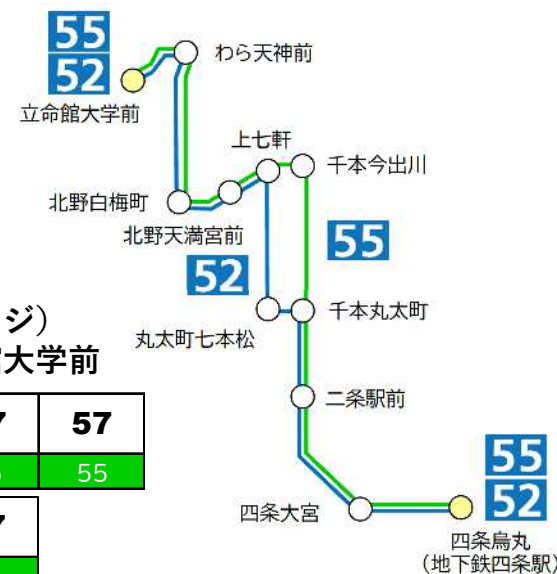 55
52
わら天神前
立命館大学前
上七軒
千本今出川
北野白梅町
北野天満宮前
55
52
千本丸太町
丸太町七本松
ジ）
大学前
二条駅前
57
55
55
52
四条大宮
四条烏丸
（地下鉄四条駅）